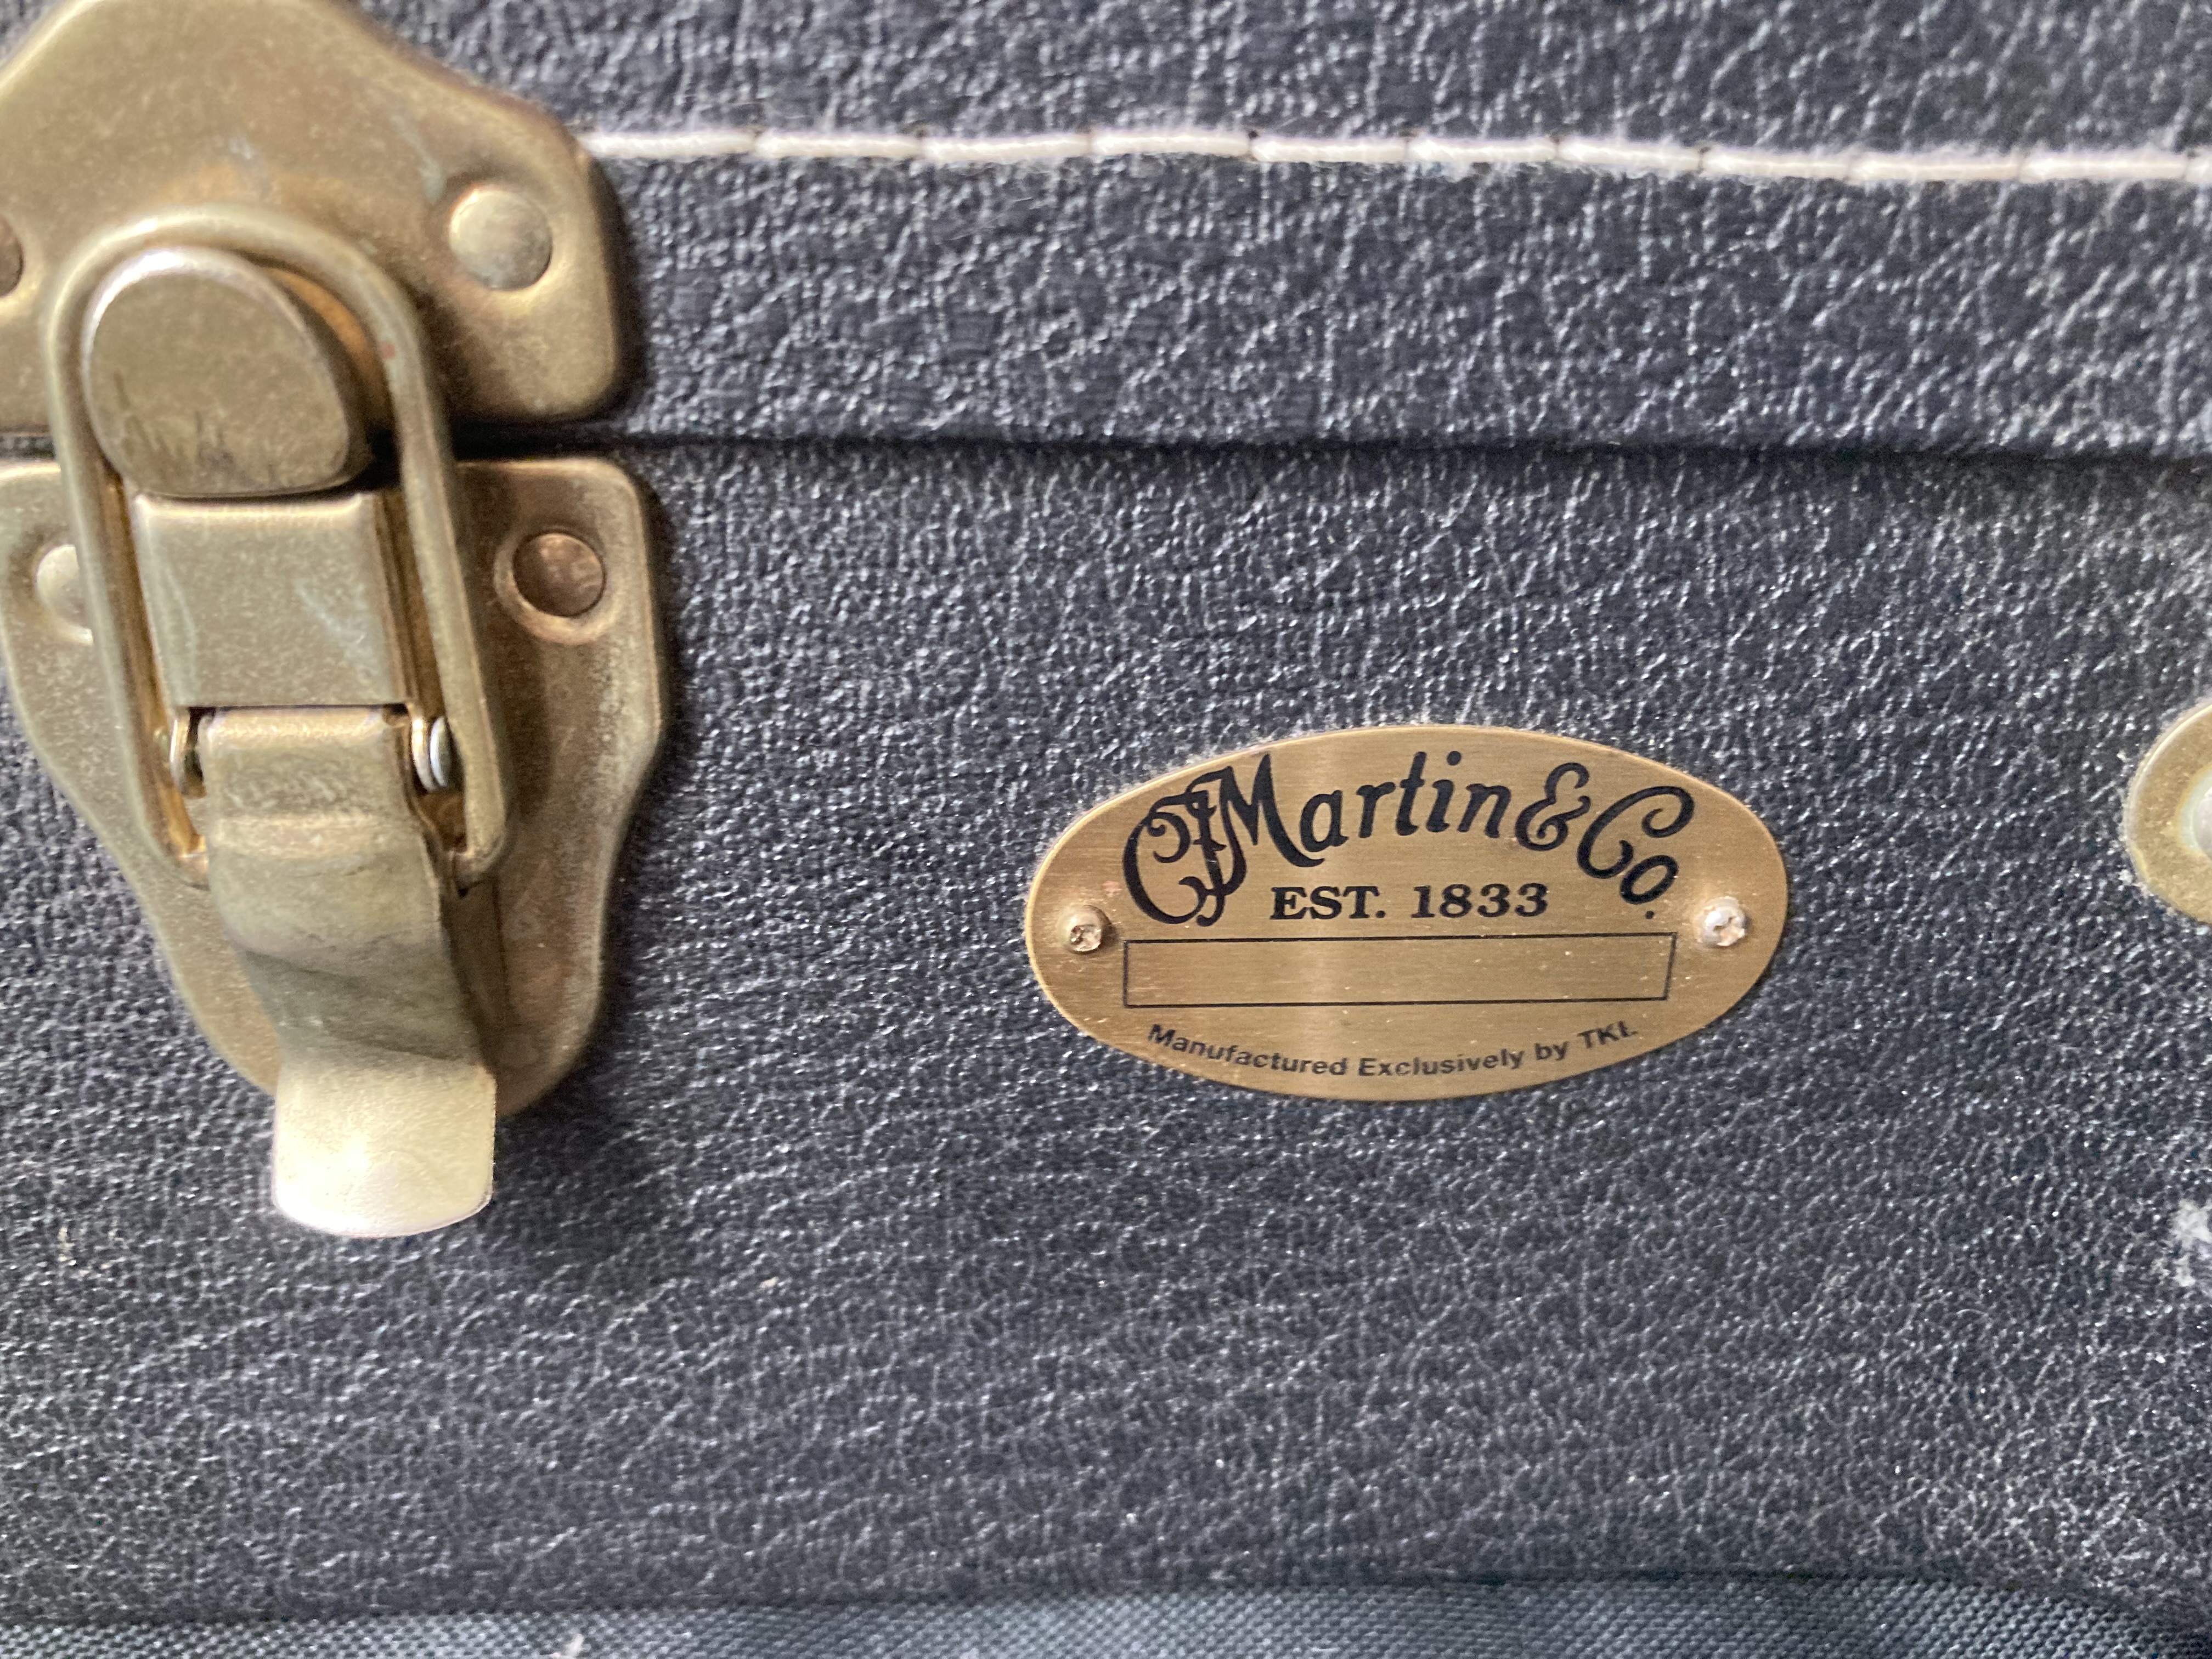 CFMartin & Co.
EST. 1833
Manufactured Exclusively by TKL.